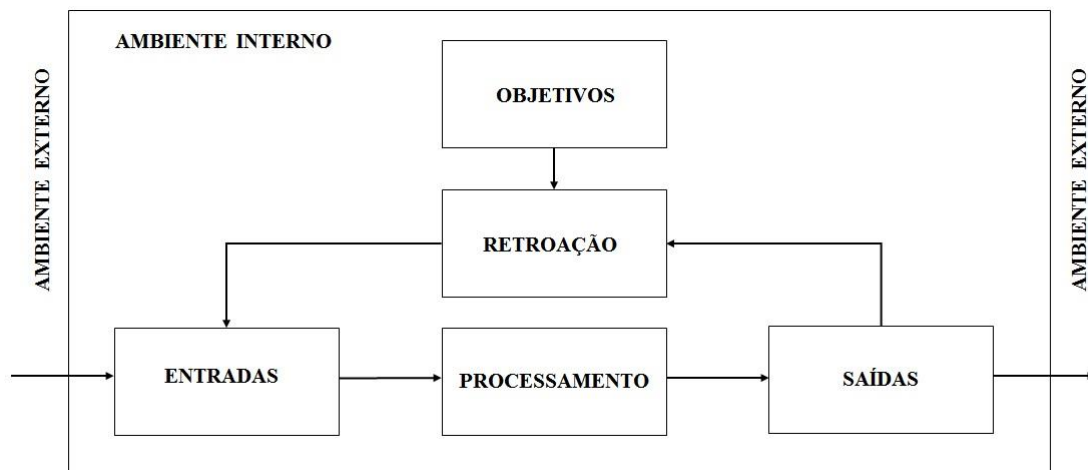 AMBIENTE INTERNO
OBJETIVOS
AMBIENTE EXTERNO
AMBIENTE EXTERNO
RETROAÇÃO
ENTRADAS
PROCESSAMENTO
SAÍDAS